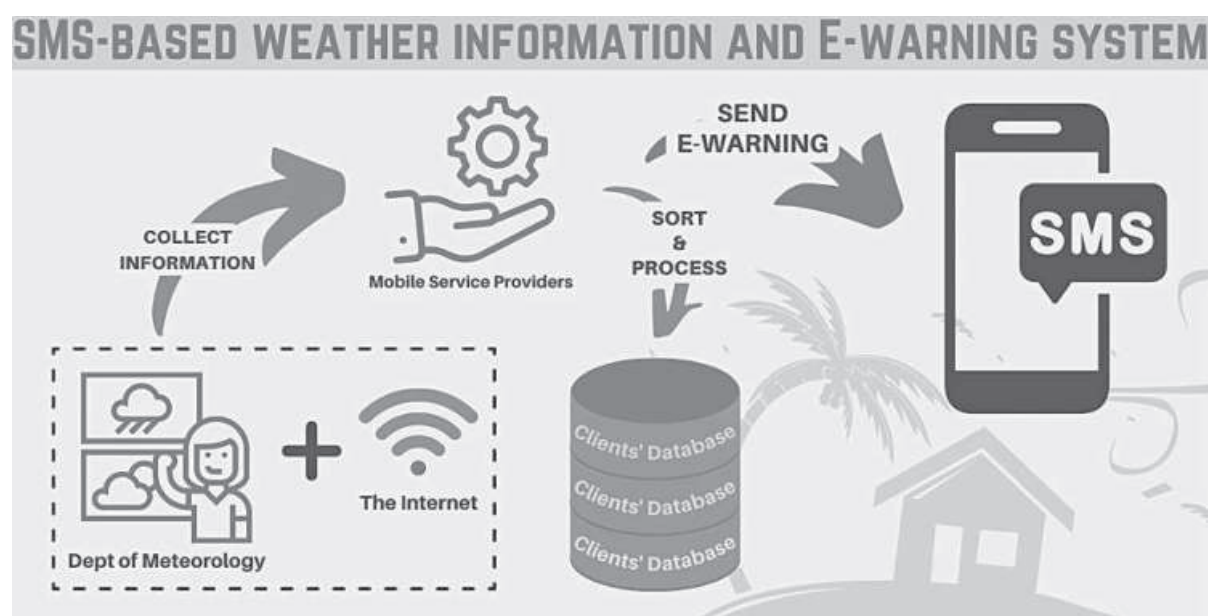 SMS-BASED WEATHER INFORMATION AND E-WARNING SYSTEM
SEND
E-WARNING
COLLECT
INFORMATION
Mobile Service Providers
SORT
&
PROCESS
SMS
Dept of Meteorology
The Internet
Clients' Database
Clients' Database
Clients' Database